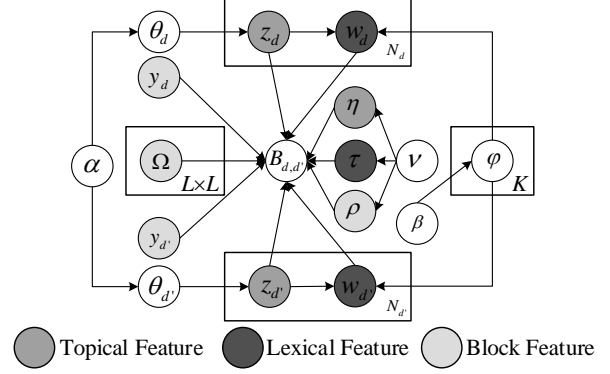 θ_d z_d w_d
N_d
y_d
η
α Ω B_{d,d'} τ ν φ
L×L K
ρ
β
y_{d'}
θ_{d'} z_{d'} w_{d'}
N_{d'}
Topical Feature Lexical Feature Block Feature